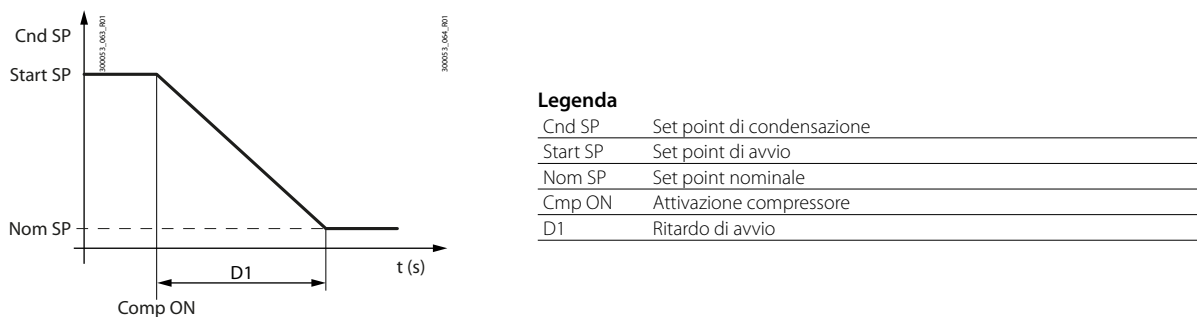 Cnd SP
300053_063_R01
300053_064_R01
Start SP
Nom SP
D1
t (s)
Comp ON
Legenda
Cnd SP Set point di condensazione
Start SP Set point di avvio
Nom SP Set point nominale
Cmp ON Attivazione compressore
D1 Ritardo di avvio